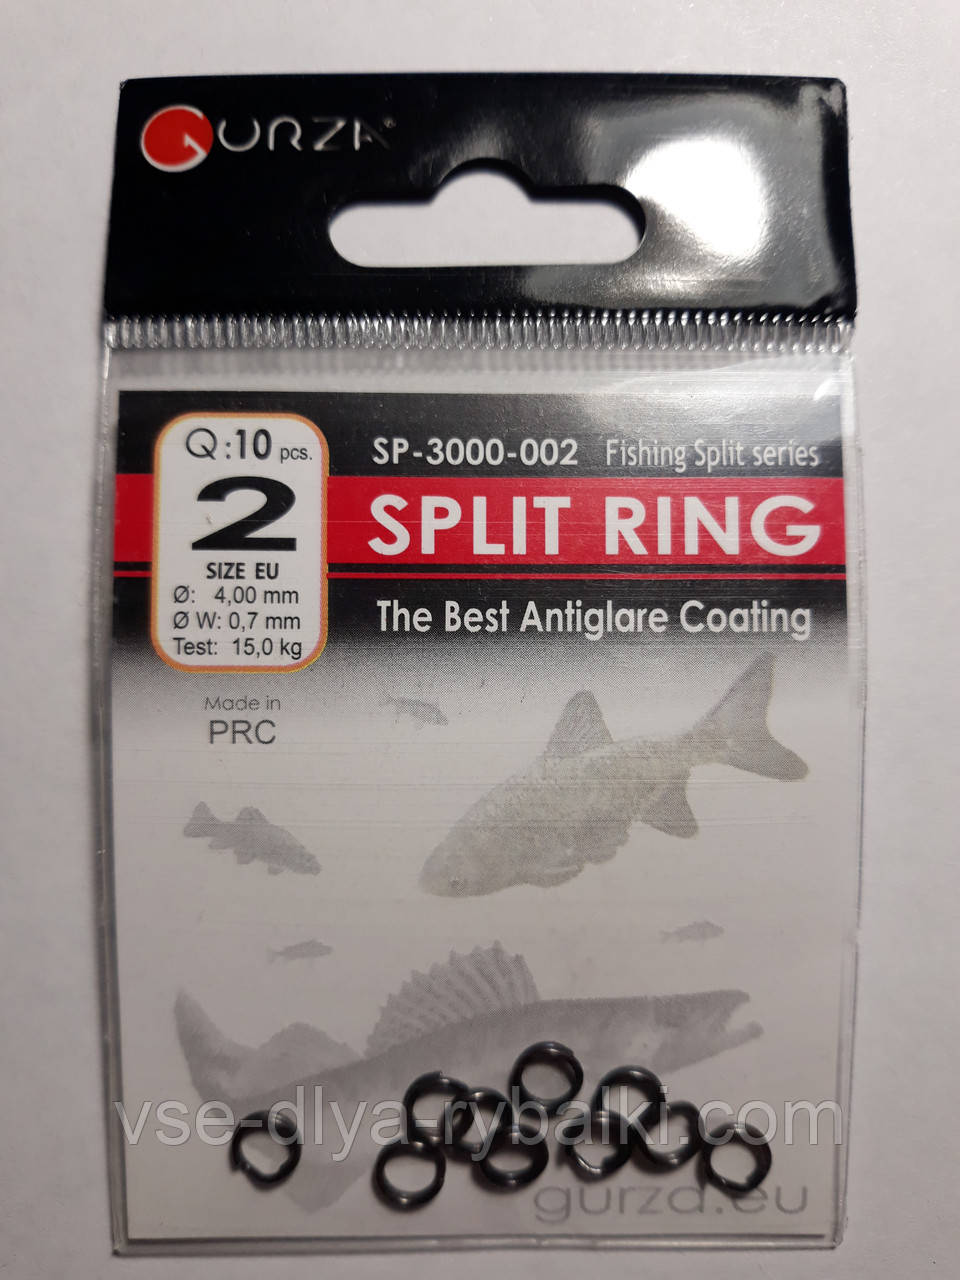 GURZA®
Q:10 pcs.
2
SIZE EU
Ø: 4,00 mm
Ø W: 0,7 mm
Test: 15,0 kg
SP-3000-002 Fishing Split series
SPLIT RING
The Best Antiglare Coating
Made in
PRC
vse-dlya-rybalki.com
gurza.eu